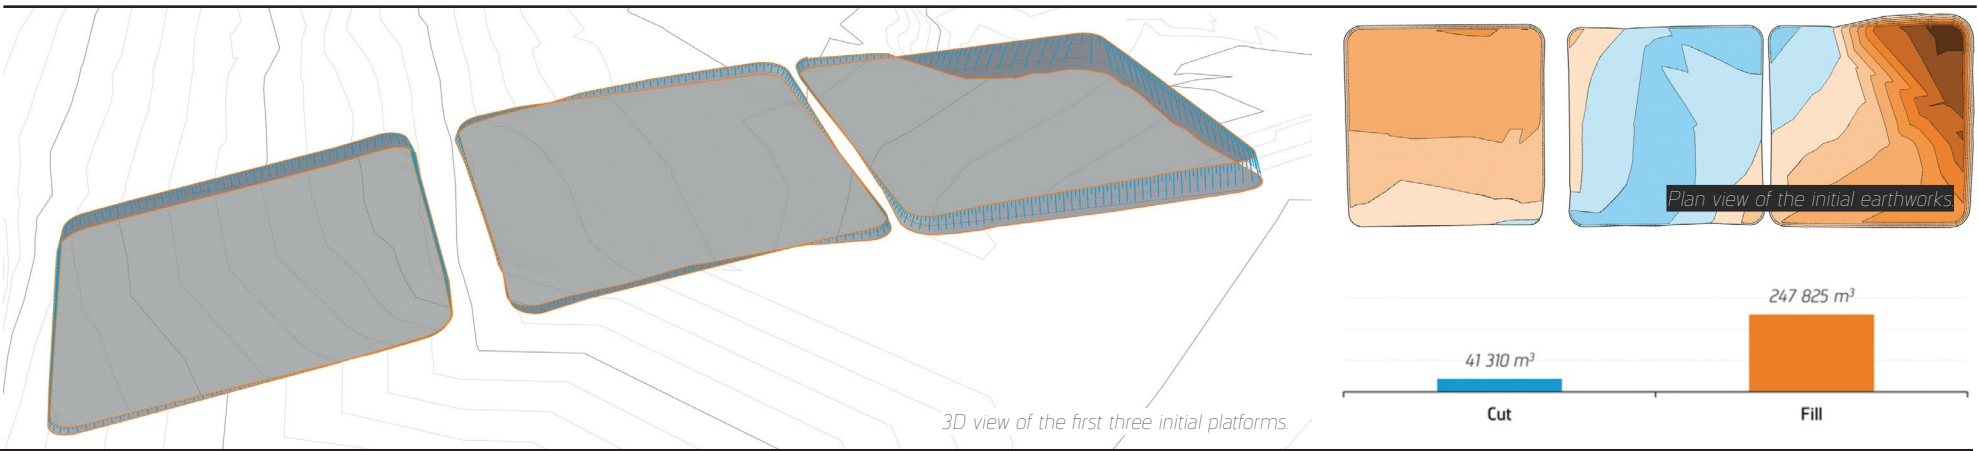 3D view of the first three initial platforms.
Plan view of the initial earthworks.
247 825 m³
41 310 m³
Cut
Fill